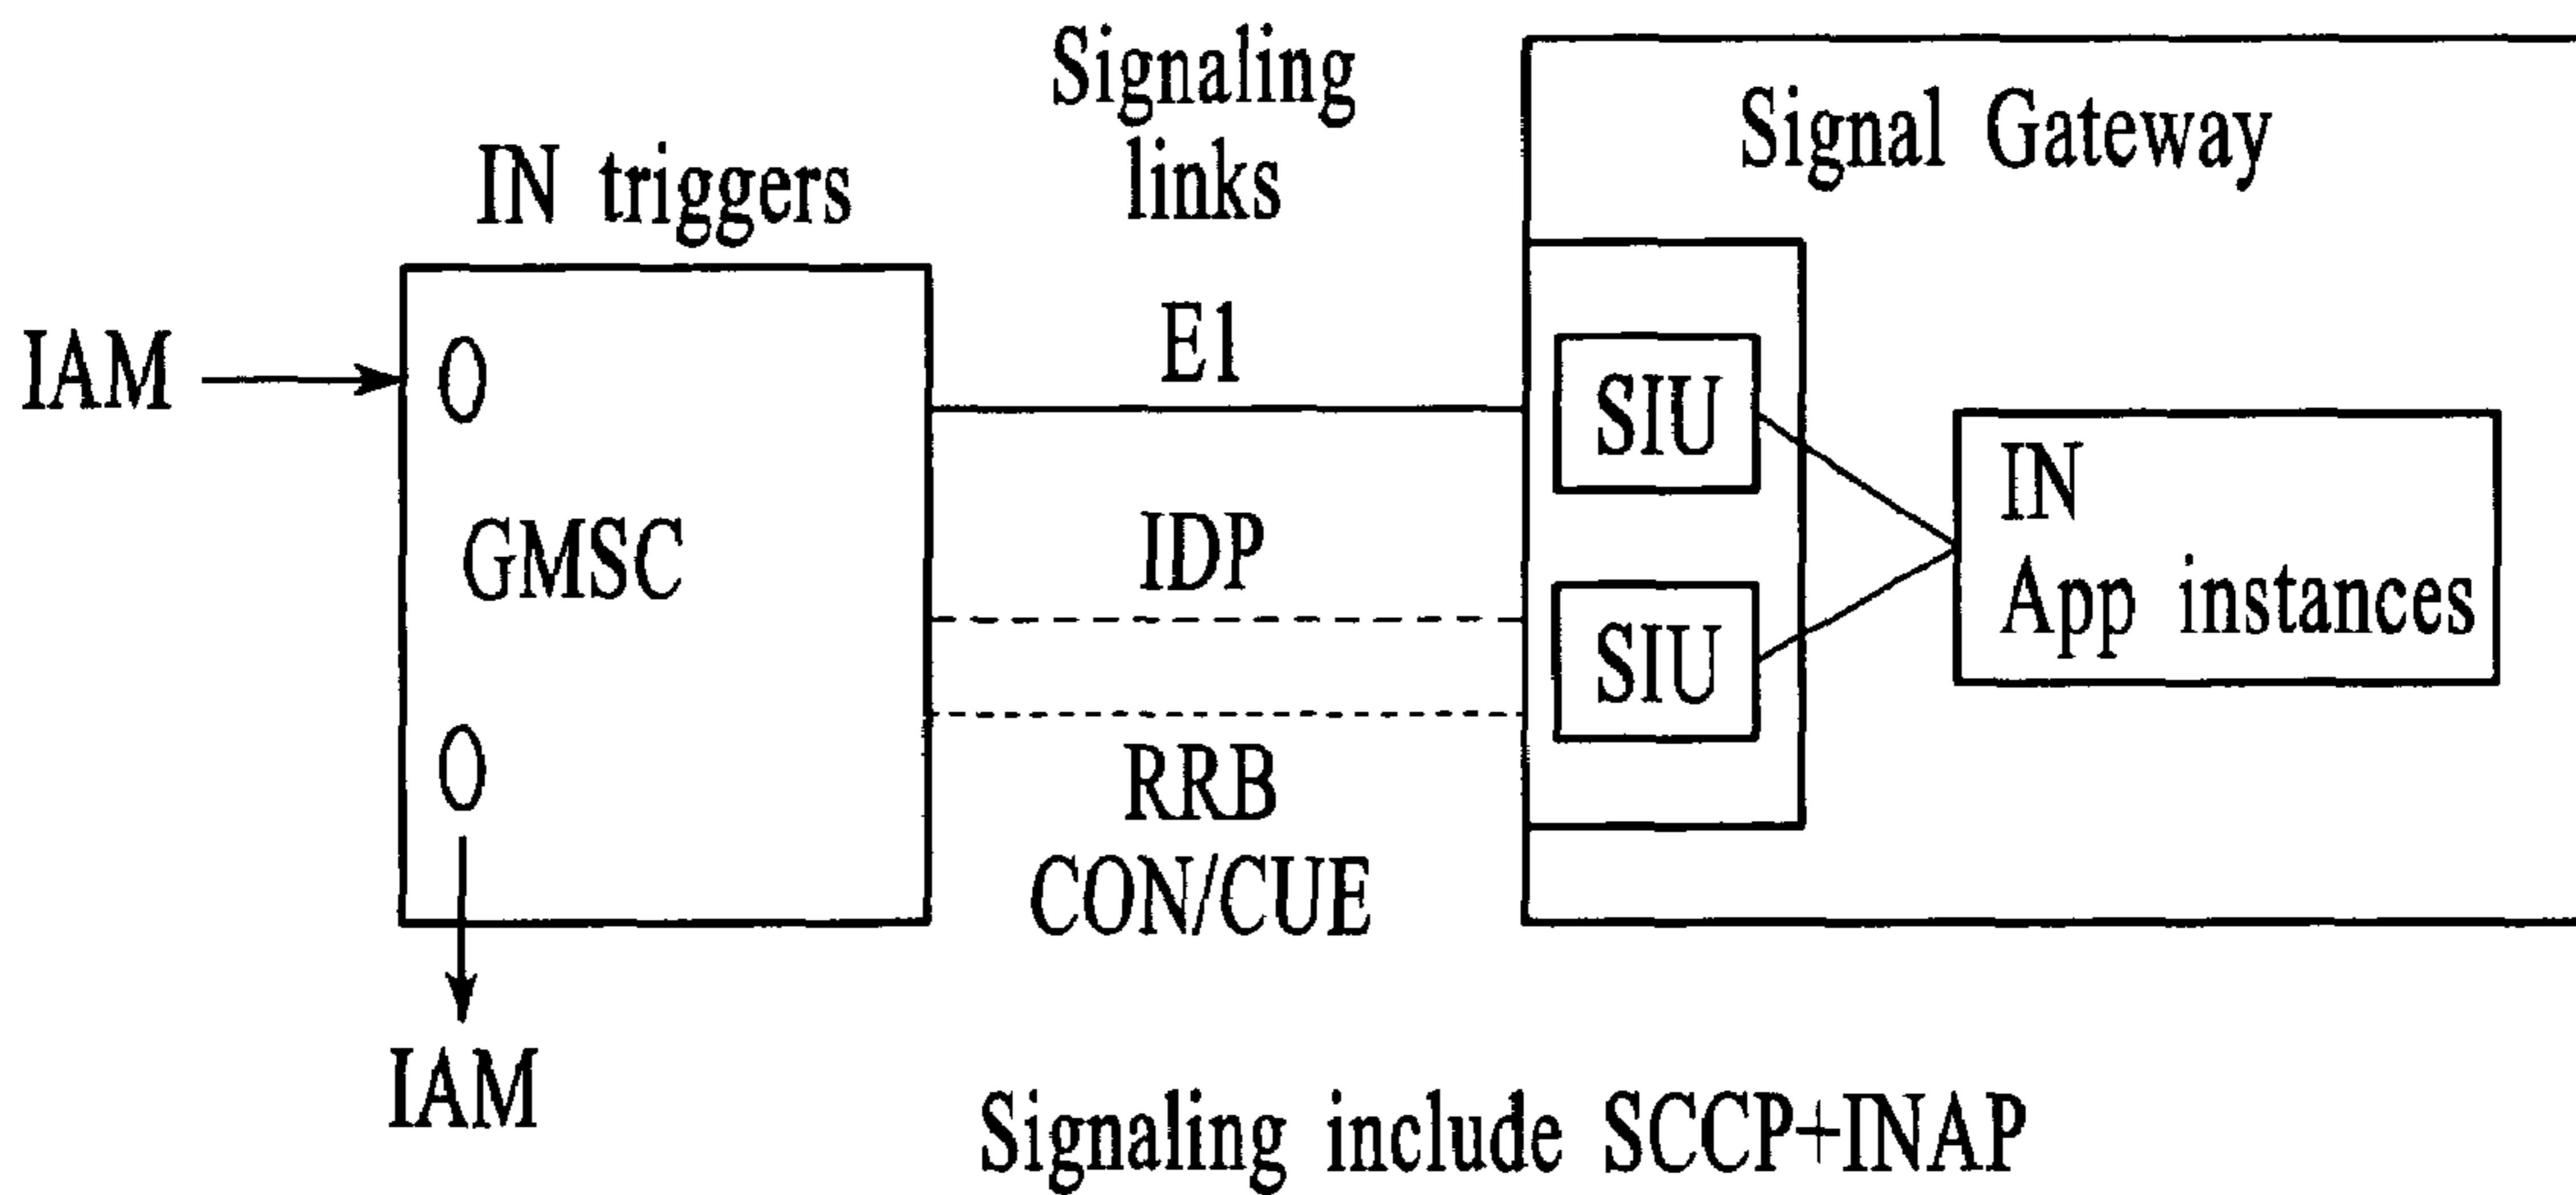 Signaling
links
IN triggers
Signal Gateway
IAM
E1
SIU
IN
App instances
GMSC
IDP
SIU
RRB
CON/CUE
IAM
Signaling include SCCP+INAP